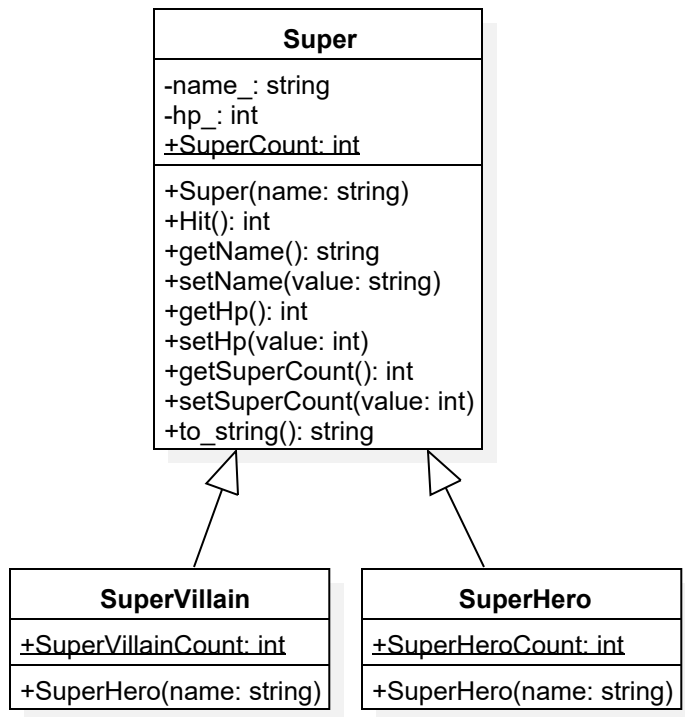 Super
-name_: string
-hp_: int
+SuperCount: int
+Super(name: string)
+Hit(): int
+getName(): string
+setName(value: string)
+getHp(): int
+setHp(value: int)
+getSuperCount(): int
+setSuperCount(value: int)
+to_string(): string
SuperVillain
+SuperVillainCount: int
+SuperHero(name: string)
SuperHero
+SuperHeroCount: int
+SuperHero(name: string)